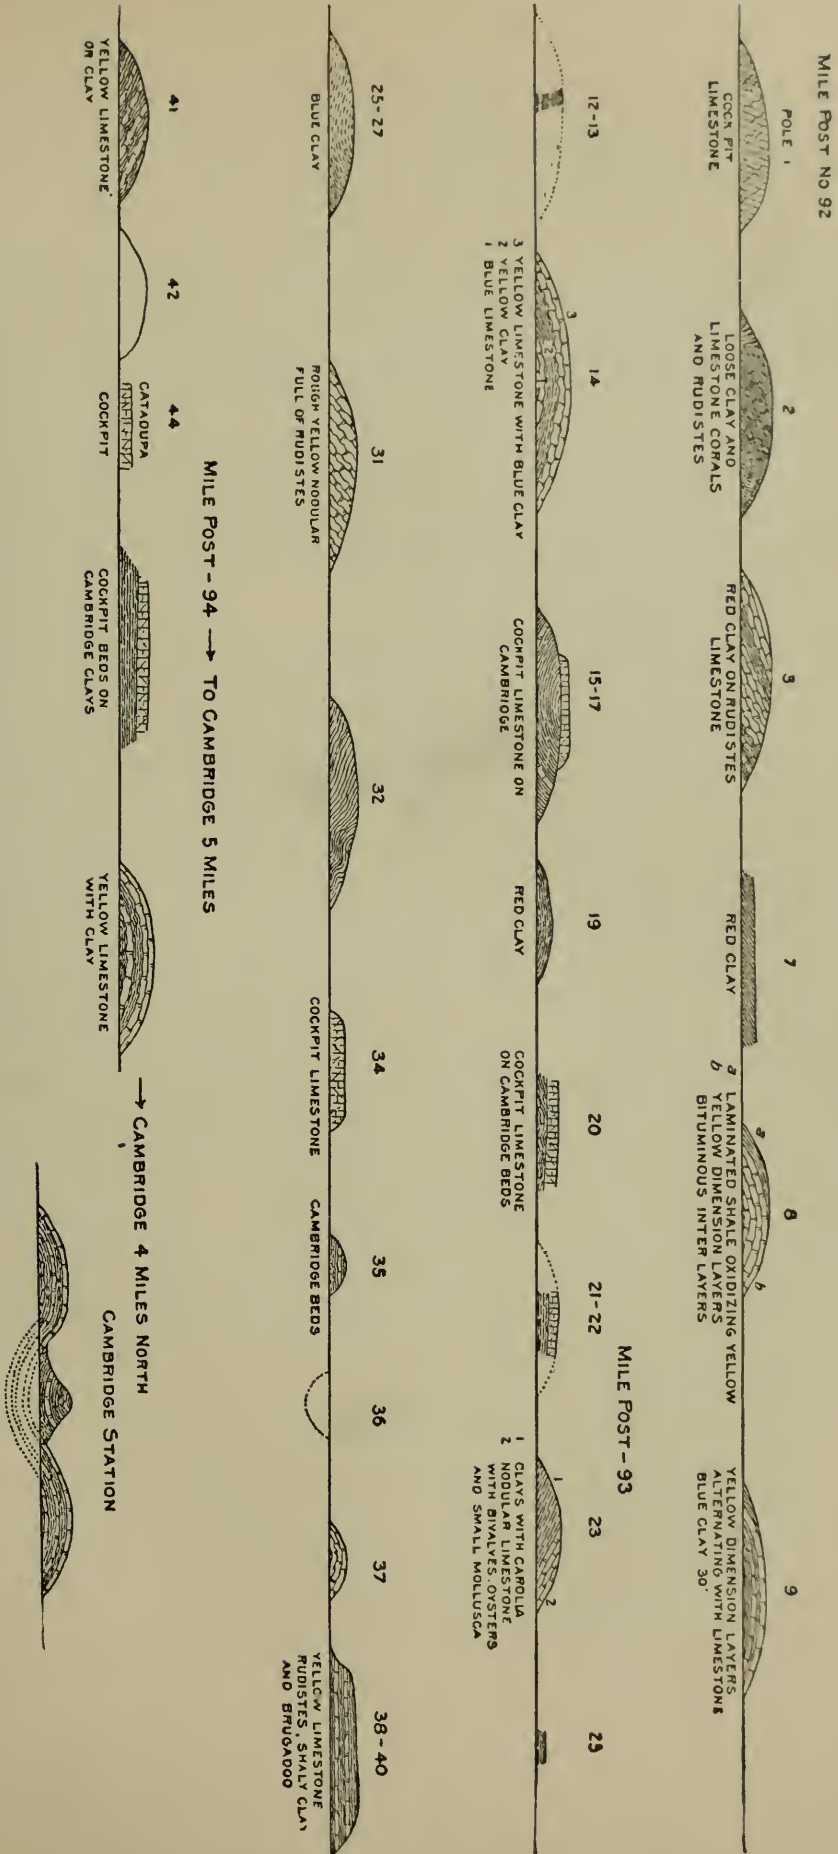 MILE POST No 92
POLE 1
COCK PIT
LIMESTONE
2
LOOSE CLAY AND
LIMESTONE CORALS
AND RUDISTES
3
RED CLAY ON RUDISTES
LIMESTONE
7
RED CLAY
8
a
b
a LAMINATED SHALE OXIDIZING YELLOW
b YELLOW DIMENSION LAYERS
BITUMINOUS INTER LAYERS
9
YELLOW DIMENSION LAYERS
ALTERNATING WITH LIMESTONE
BLUE CLAY 30'
MILE POST - 93
12-13
14
3
2
3 YELLOW LIMESTONE WITH BLUE CLAY
2 YELLOW CLAY
1 BLUE LIMESTONE
15-17
COCKPIT LIMESTONE ON
CAMBRIDGE
19
RED CLAY
20
COCKPIT LIMESTONE
ON CAMBRIDGE BEDS
21-22
23
1
2
1 CLAYS WITH CAROLIA
2 NODULAR LIMESTONE
WITH BIVALVES. OYSTERS
AND SMALL MOLLUSCA
25
25-27
BLUE CLAY
31
ROUGH YELLOW NODULAR
FULL OF RUDISTES
32
34
COCKPIT LIMESTONE
35
CAMBRIDGE BEDS
36
37
38-40
YELLOW LIMESTONE
RUDISTES, SHALY CLAY
AND BRUGADOO
MILE POST - 94 → TO CAMBRIDGE 5 MILES
41
YELLOW LIMESTONE
OR CLAY
42
44
CATADUPA
COCKPIT
COCKPIT BEDS ON
CAMBRIDGE CLAYS
YELLOW LIMESTONE
WITH CLAY
→ CAMBRIDGE 4 MILES NORTH
CAMBRIDGE STATION